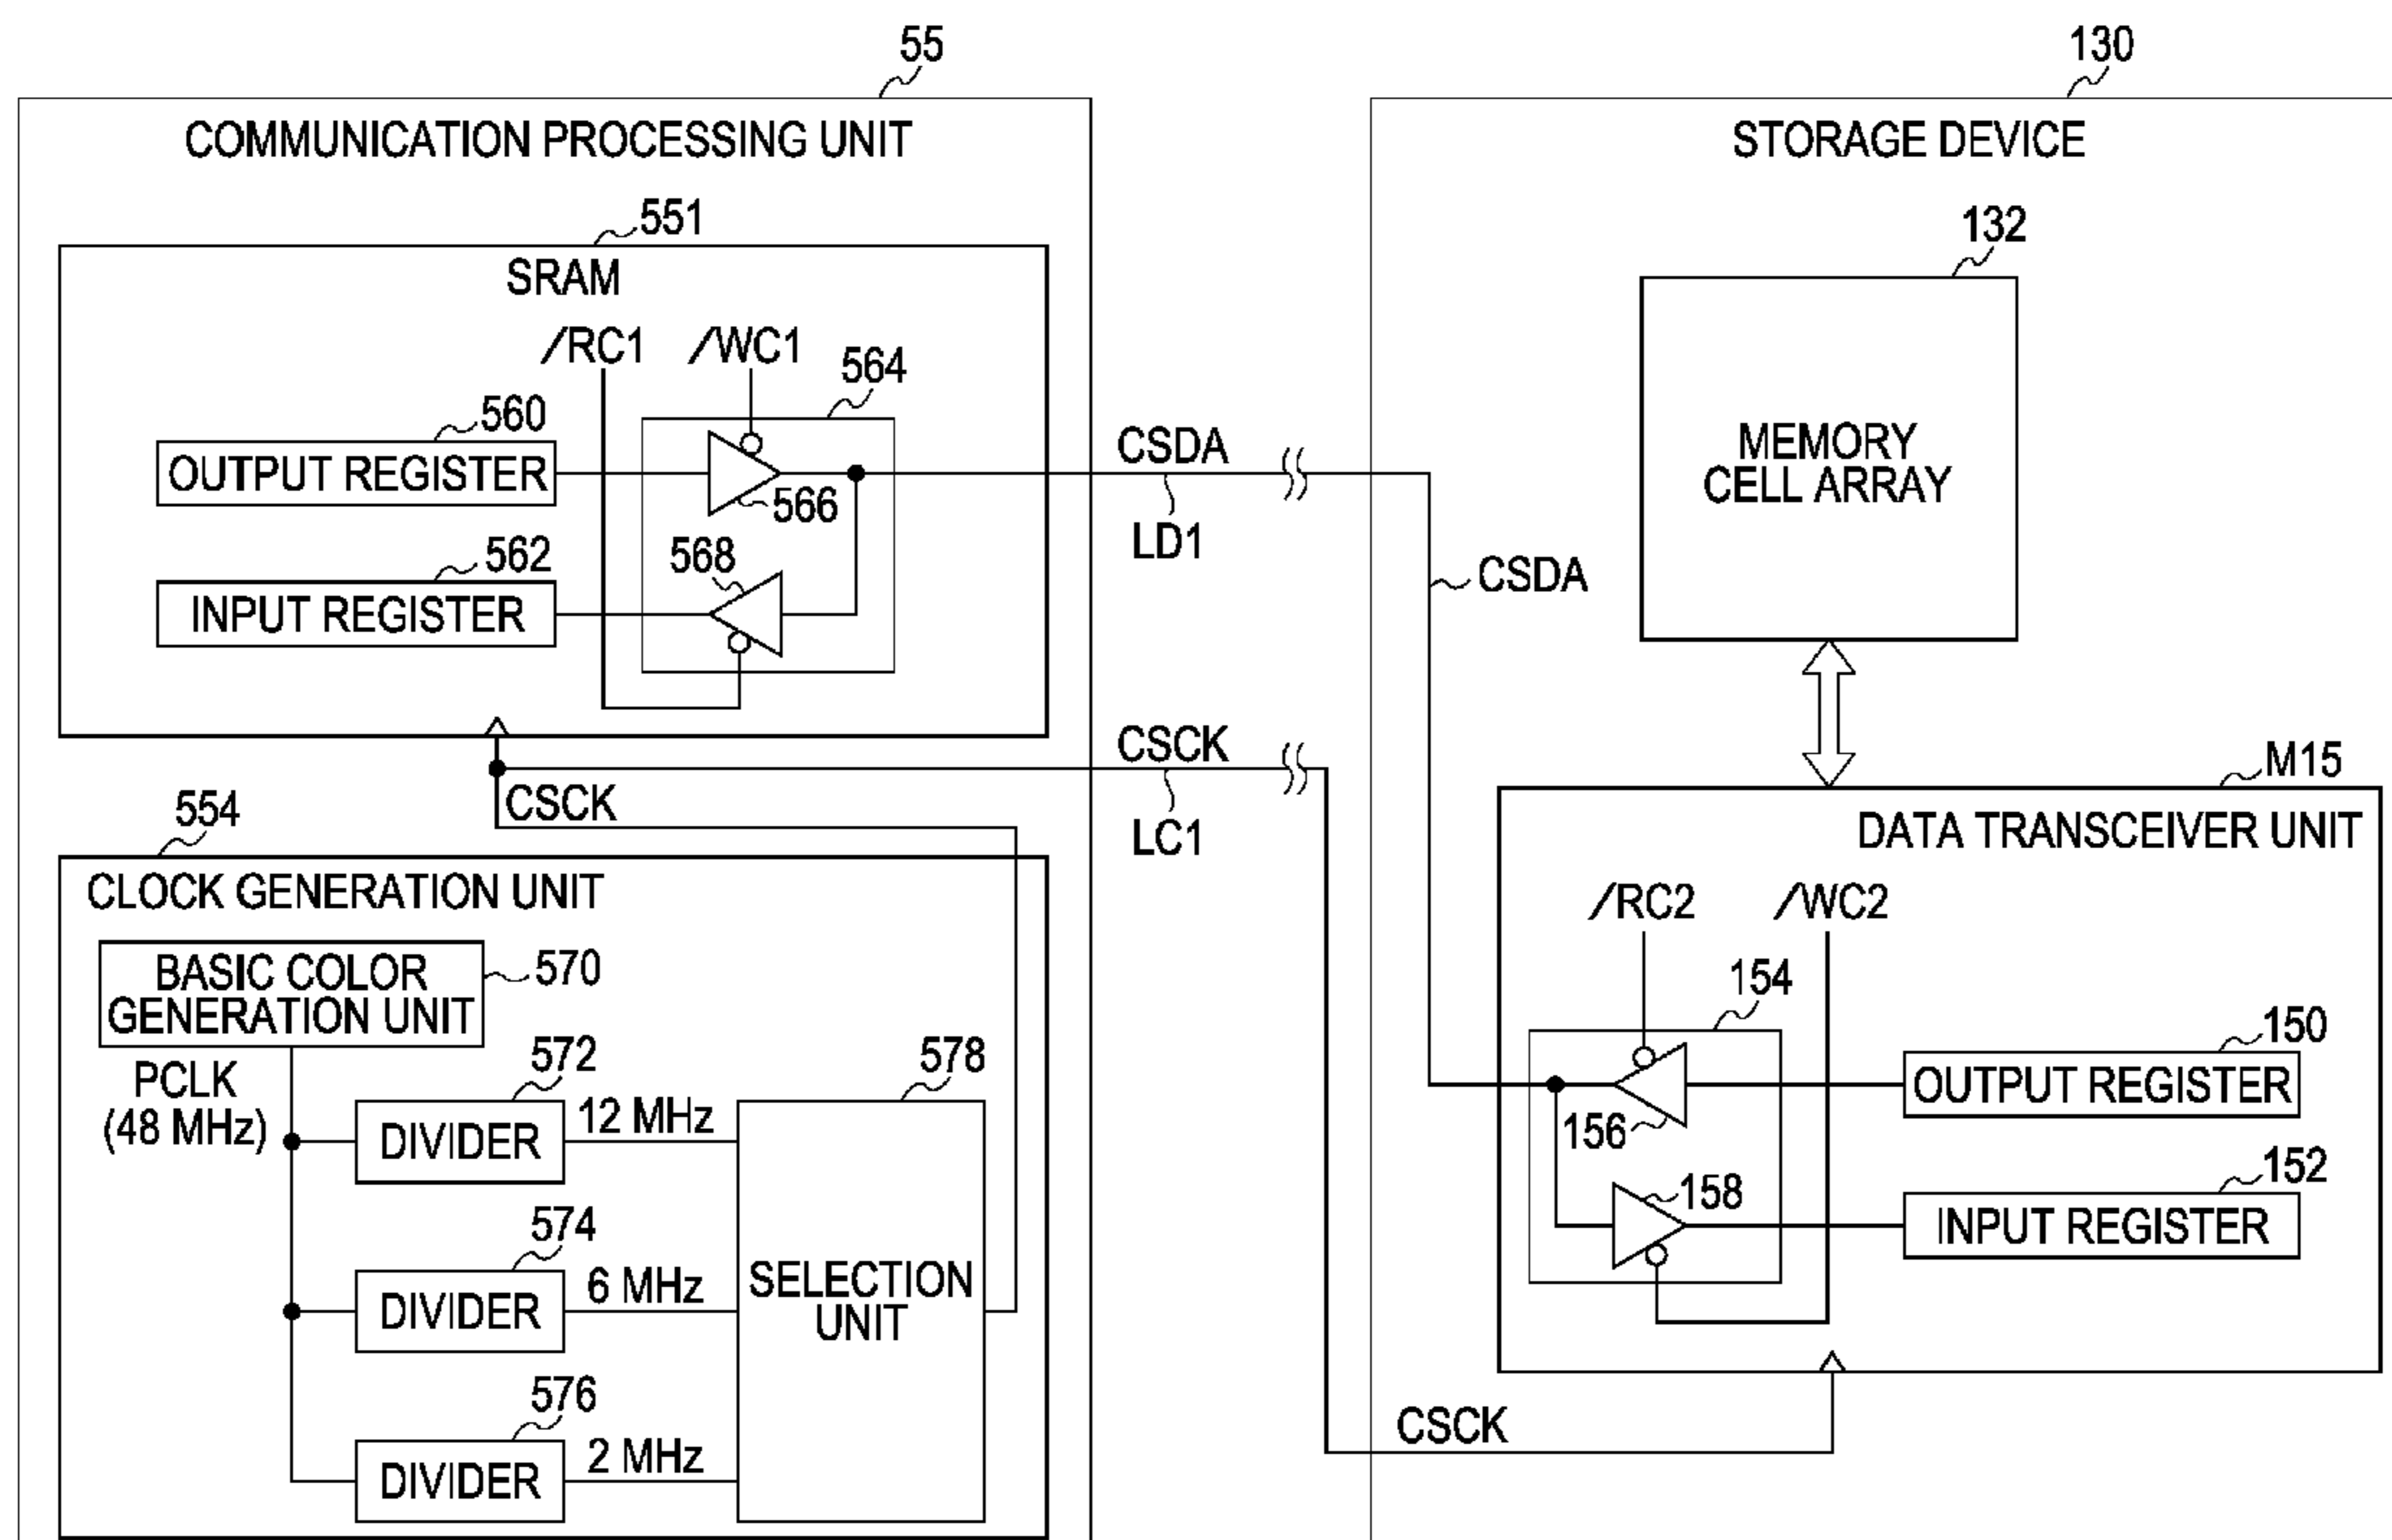 55
130
COMMUNICATION PROCESSING UNIT
STORAGE DEVICE
551
SRAM
132
/RC1
/WC1
564
560
OUTPUT REGISTER
566
562
568
INPUT REGISTER
CSDA
LD1
CSDA
MEMORY
CELL ARRAY
CSCK
LC1
CSCK
M15
DATA TRANSCEIVER UNIT
554
CLOCK GENERATION UNIT
BASIC COLOR
GENERATION UNIT
570
PCLK
(48 MHz)
572
DIVIDER
12 MHz
578
574
DIVIDER
6 MHz
SELECTION
UNIT
576
DIVIDER
2 MHz
/RC2
/WC2
154
150
OUTPUT REGISTER
156
152
158
INPUT REGISTER
CSCK